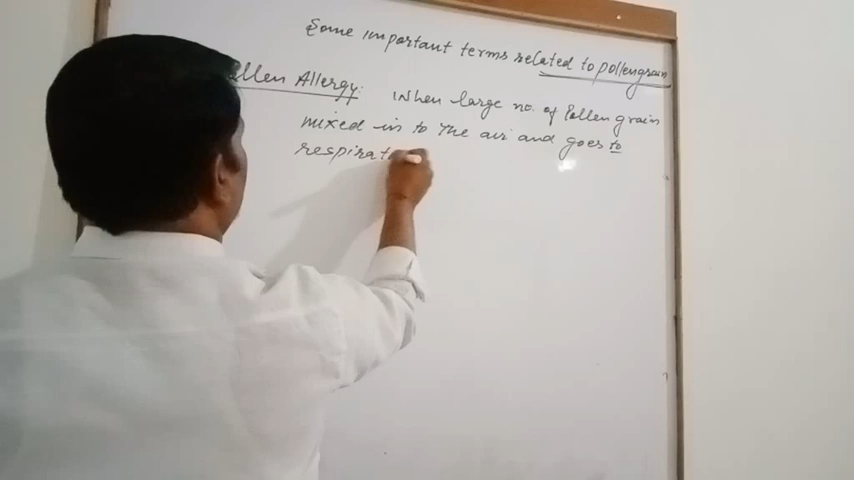 Some important terms related to pollengrain
ollen Allergy: When large no. of Pollen grain
mixed in to the air and goes to
respirat